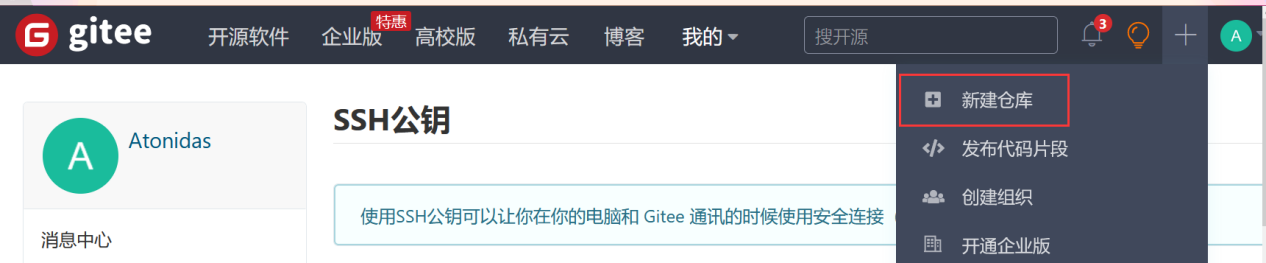 gitee 开源软件 企业版 特惠 高校版 私有云 博客 我的 搜开源 3 A
新建仓库
发布代码片段
创建组织
开通企业版
A Atonidas
消息中心
SSH公钥
使用SSH公钥可以让你在你的电脑和 Gitee 通讯的时候使用安全连接